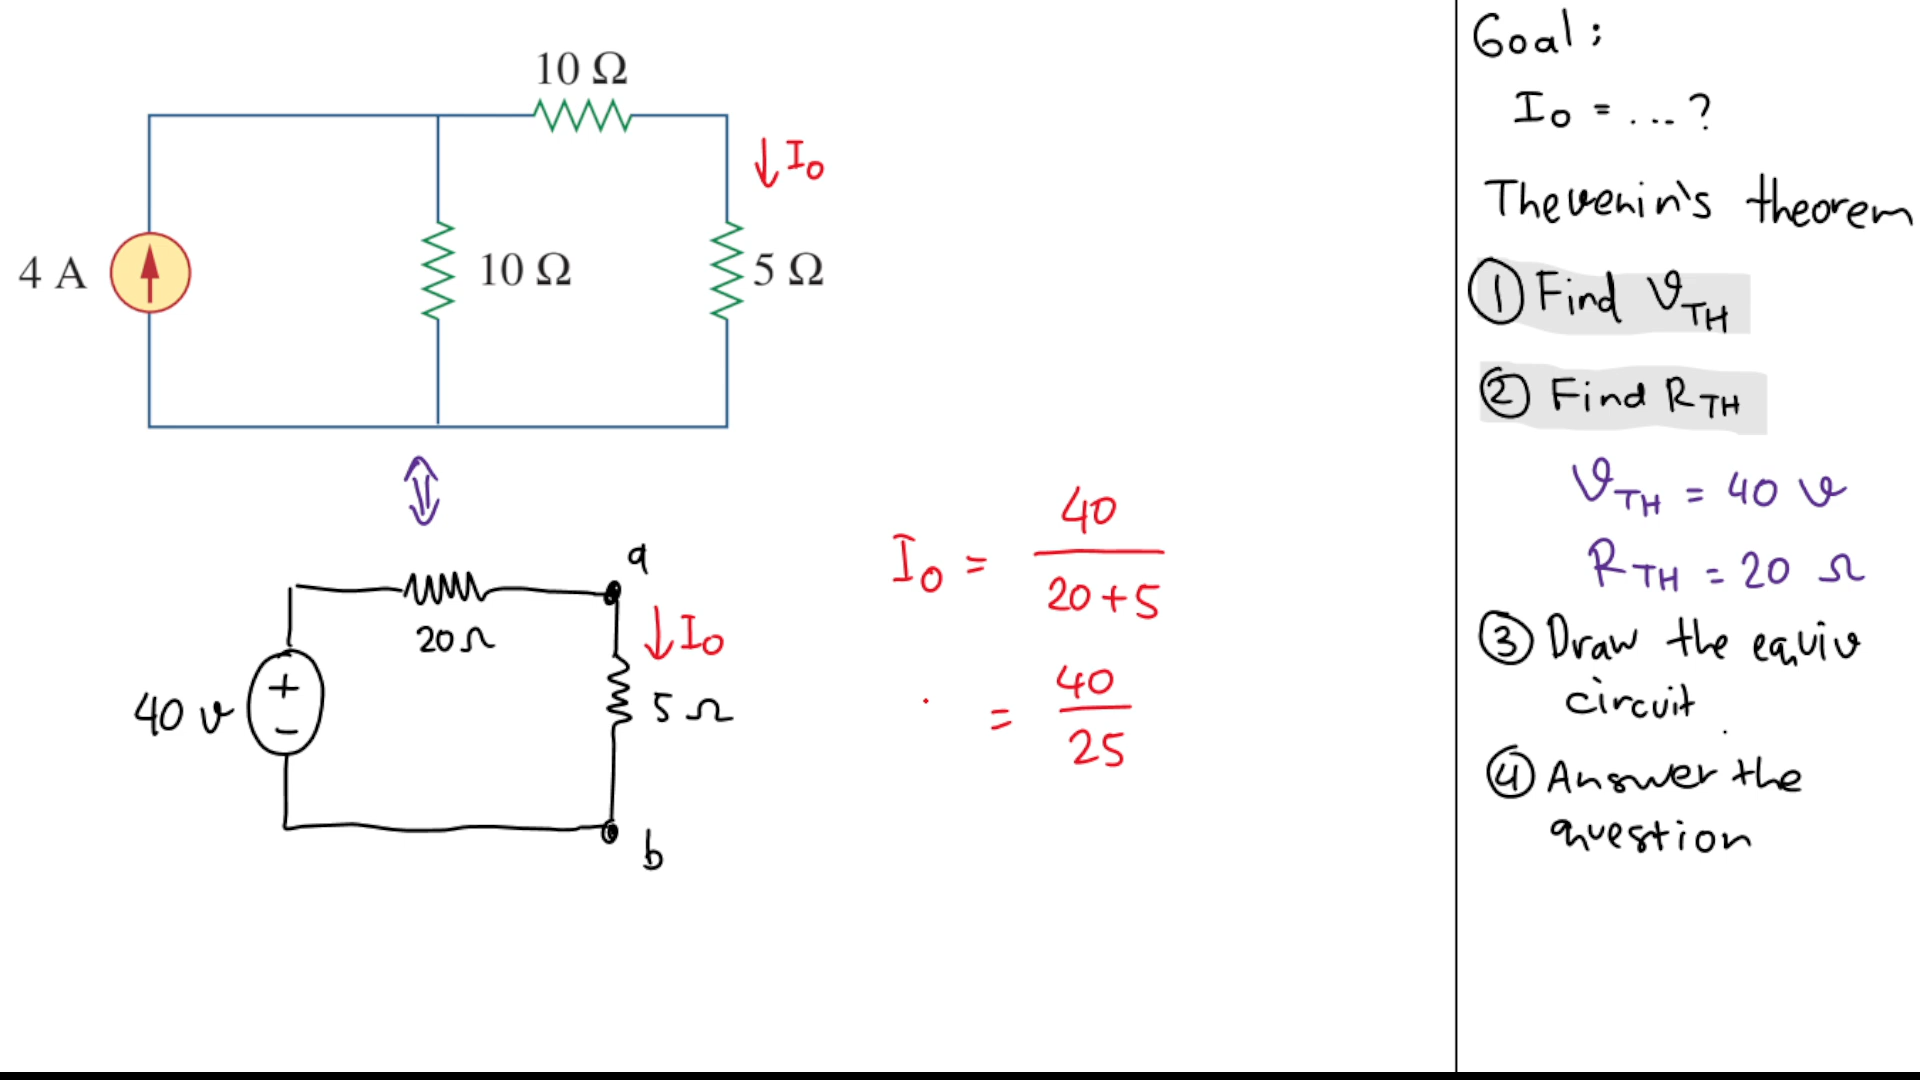 10 Ω
I₀
4 A
10 Ω
5 Ω
a
20Ω
I₀
40 v
+
-
5 Ω
b
I₀ = 40 / 20+5
= 40 / 25
Goal:
I₀ = ...?
Thevenin's theorem
① Find V_TH
② Find R_TH
V_TH = 40 v
R_TH = 20 Ω
③ Draw the equiv
circuit
④ Answer the
question